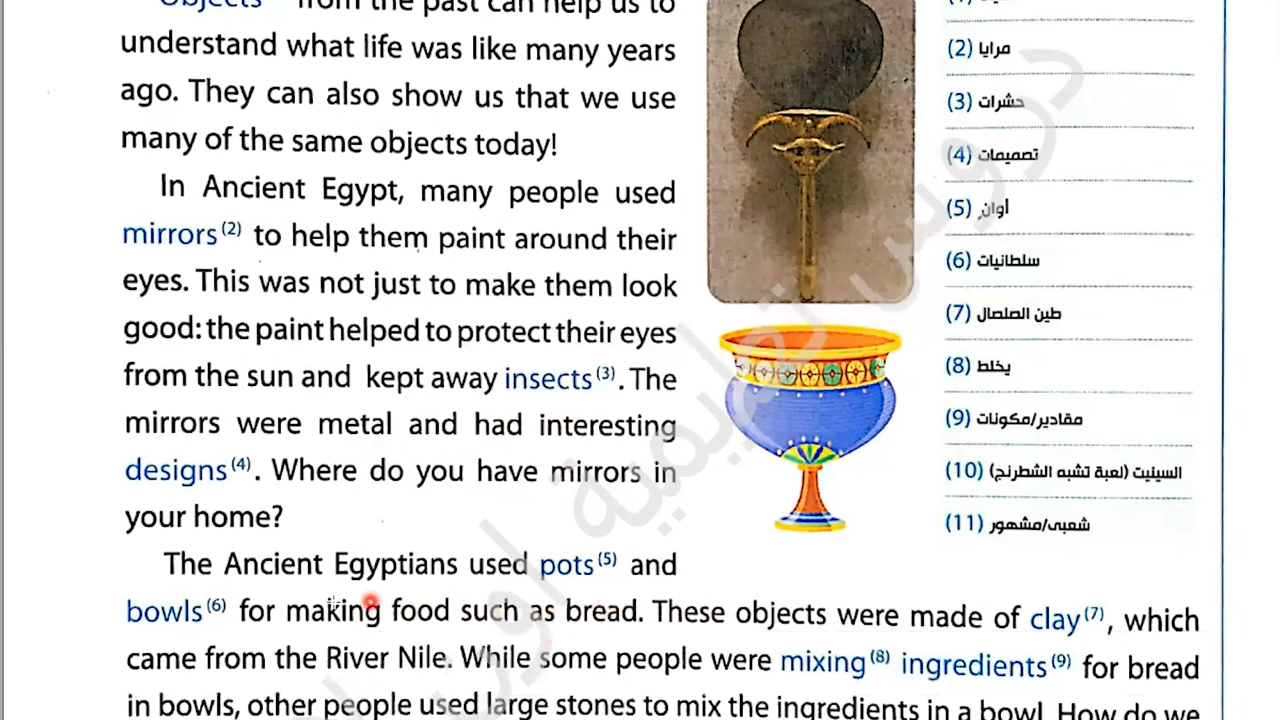 Objects from the past can help us to
understand what life was like many years
ago. They can also show us that we use
many of the same objects today!
In Ancient Egypt, many people used
mirrors(2) to help them paint around their
eyes. This was not just to make them look
good: the paint helped to protect their eyes
from the sun and kept away insects(3). The
mirrors were metal and had interesting
designs(4). Where do you have mirrors in
your home?
The Ancient Egyptians used pots(5) and
bowls(6) for making food such as bread. These objects were made of clay(7), which
came from the River Nile. While some people were mixing(8) ingredients(9) for bread
in bowls, other people used large stones to mix the ingredients in a bowl. How do we
(2) مرايا
(3) حشرات
(4) تصميمات
(5) أوانٍ
(6) سلطانيات
(7) طين الصلصال
(8) يخلط
(9) مقادير/مكونات
(10) السينيت (لعبة تشبه الشطرنج)
(11) شعبى/مشهور
دروس تعليمية اون